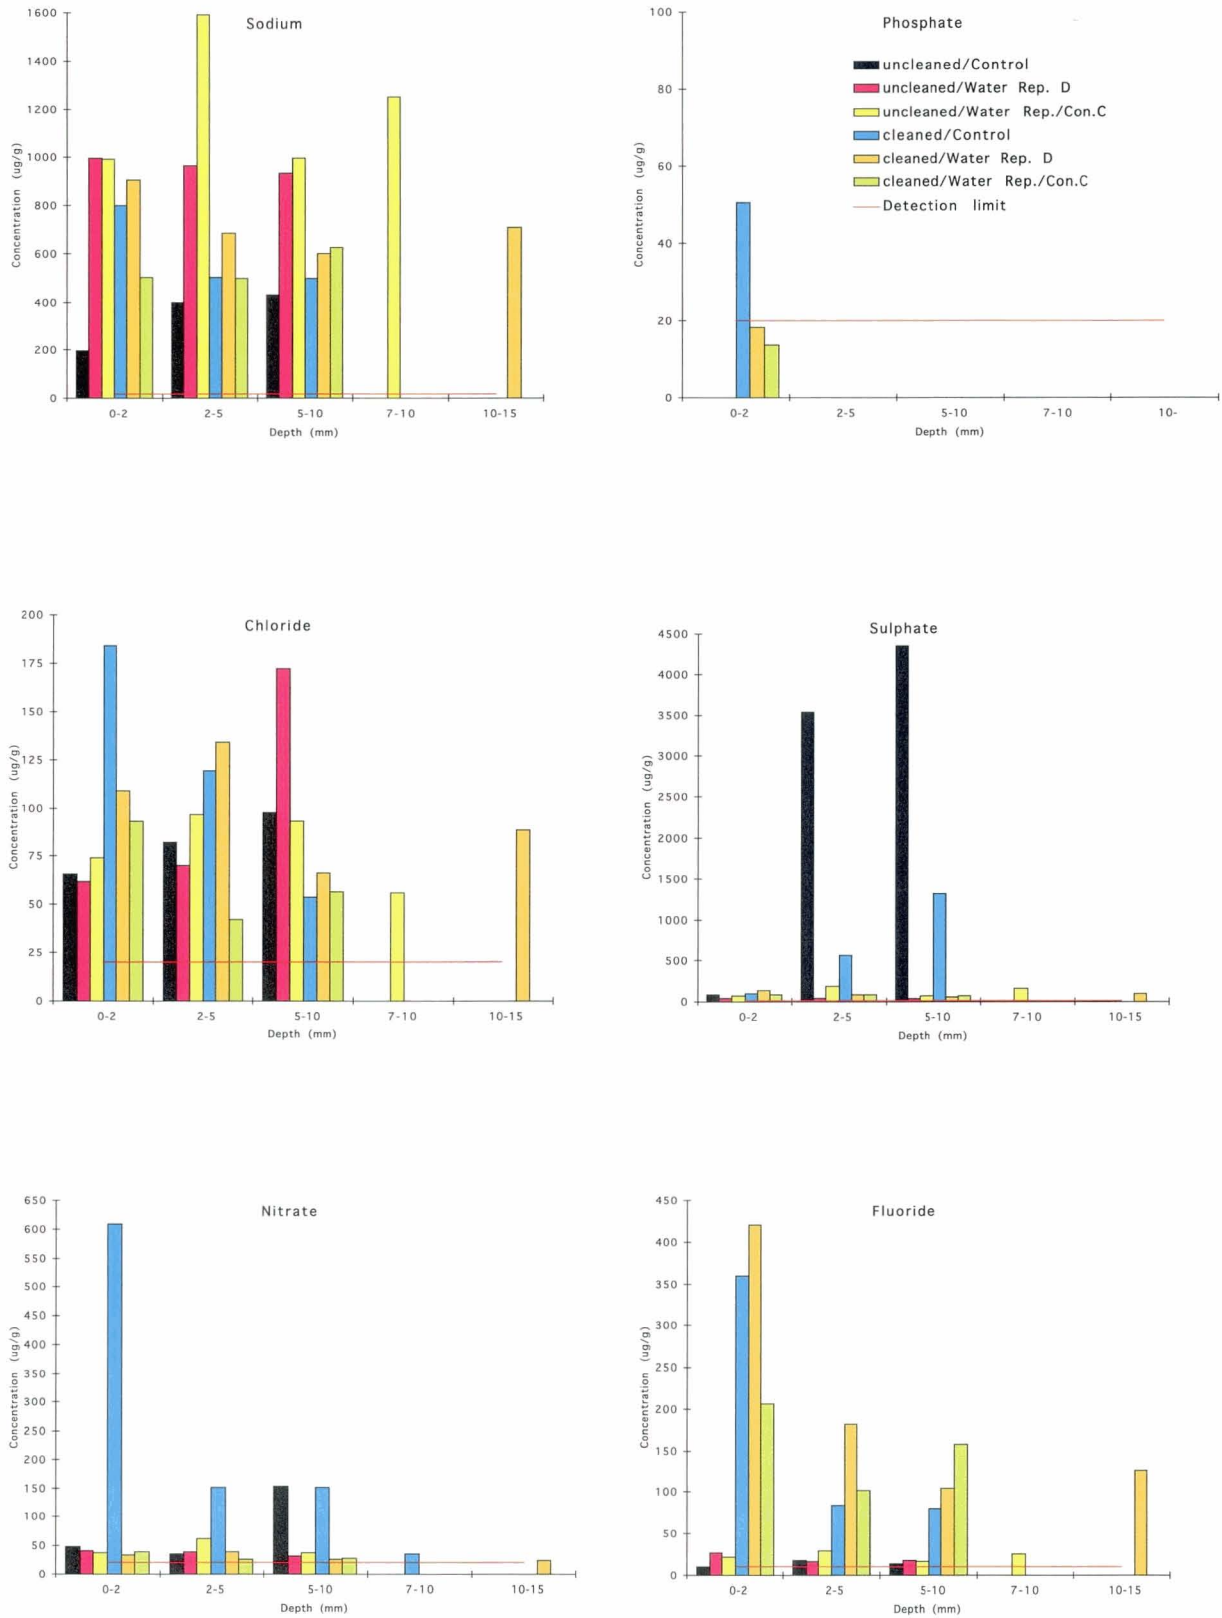 Sodium
1600
1400
1200
1000
800
600
400
200
0
Concentration (ug/g)
0-2 2-5 5-10 7-10 10-15
Depth (mm)
Phosphate
100
80
60
40
20
0
Concentration (ug/g)
uncleaned/Control
uncleaned/Water Rep. D
uncleaned/Water Rep./Con.C
cleaned/Control
cleaned/Water Rep. D
cleaned/Water Rep./Con.C
Detection limit
0-2 2-5 5-10 7-10 10-
Depth (mm)
Chloride
200
175
150
125
100
75
50
25
0
Concentration (ug/g)
0-2 2-5 5-10 7-10 10-15
Depth (mm)
Sulphate
4500
4000
3500
3000
2500
2000
1500
1000
500
0
Concentration (ug/g)
0-2 2-5 5-10 7-10 10-15
Depth (mm)
Nitrate
650
600
550
500
450
400
350
300
250
200
150
100
50
0
Concentration (ug/g)
0-2 2-5 5-10 7-10 10-15
Depth (mm)
Fluoride
450
400
350
300
250
200
150
100
50
0
Concentration (ug/g)
0-2 2-5 5-10 7-10 10-15
Depth (mm)